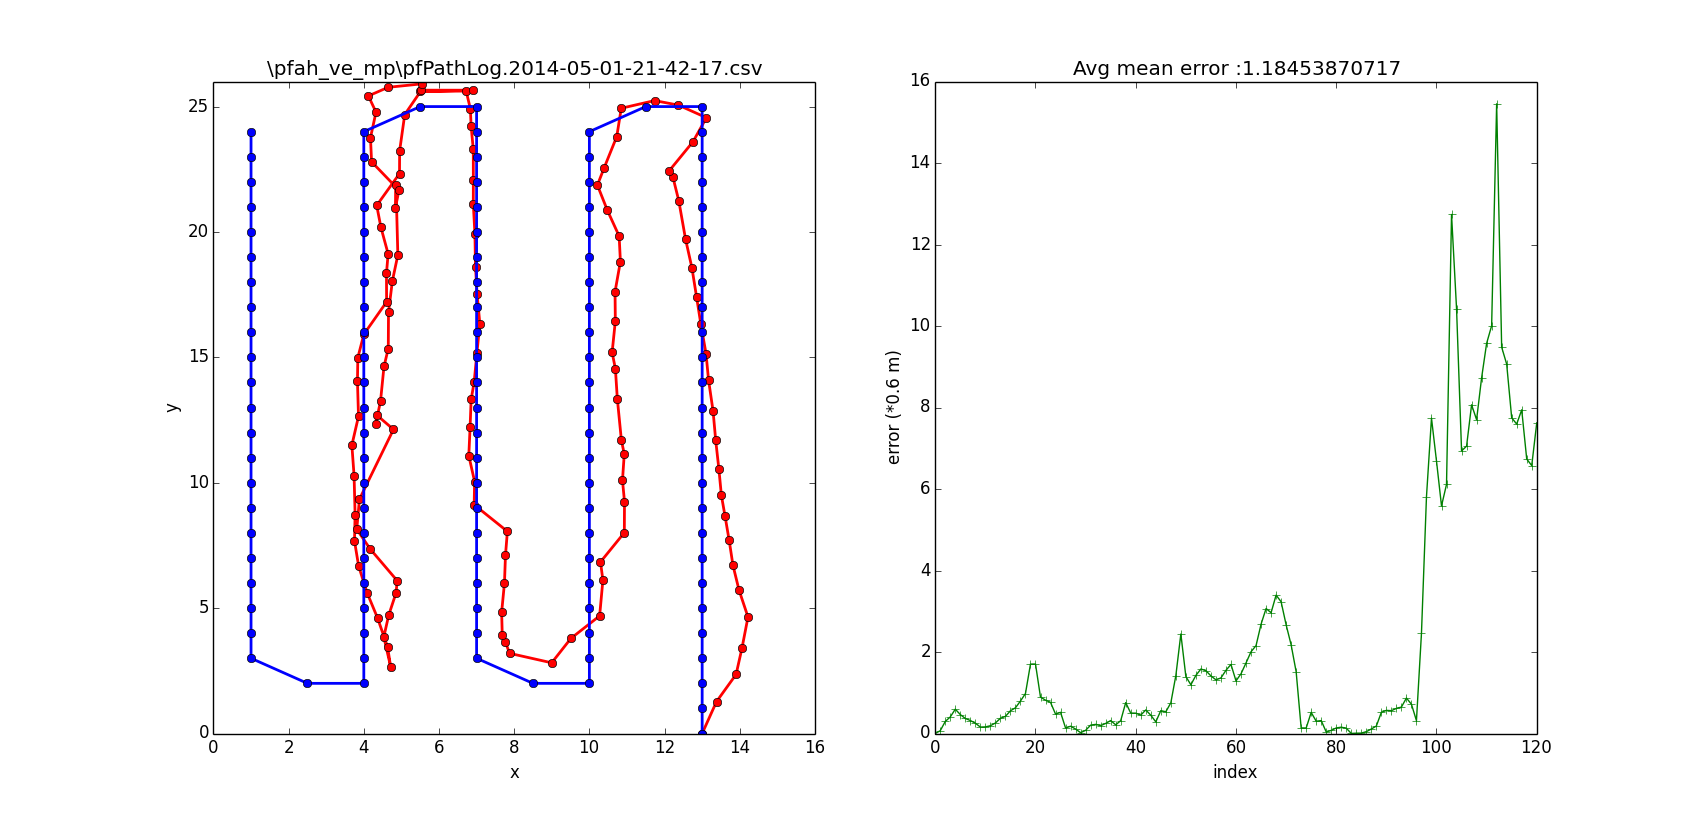 \pfah_ve_mp\pfPathLog.2014-05-01-21-42-17.csv
25
20
15
10
5
0
y
0 2 4 6 8 10 12 14 16
x
Avg mean error :1.18453870717
16
14
12
10
8
6
4
2
0
error (*0.6 m)
0 20 40 60 80 100 120
index